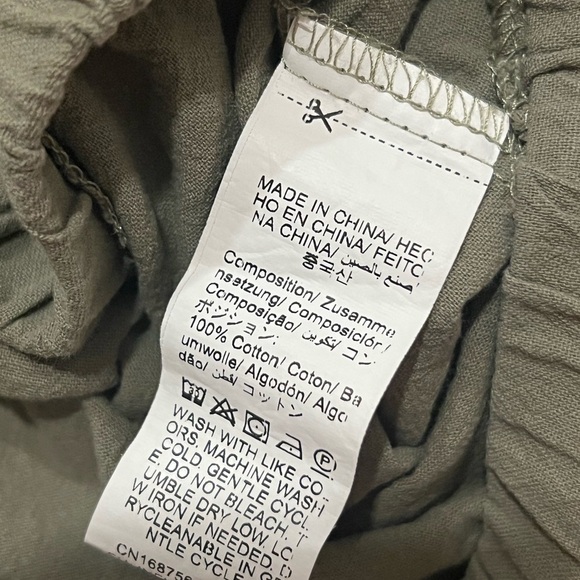 MADE IN CHINA/ HEC
HO EN CHINA/ FEITO
NA CHINA/ صنع بالصين
중국산
Composition/ Zusamme
nsetzung/ Composición/
Composição/ تكوين/ コン
ポジション:
100% Cotton/ Coton/ Ba
umwolle/ Algodón/ Algo
dão/ قطن/ コットン
P
WASH WITH LIKE CO
ORS. MACHINE WASH
COLD, GENTLE CYCL
E. DO NOT BLEACH. T
UMBLE DRY LOW, LO
W IRON IF NEEDED. D
RYCLEANABLE IN GE
NTLE CYCLE
CN168756